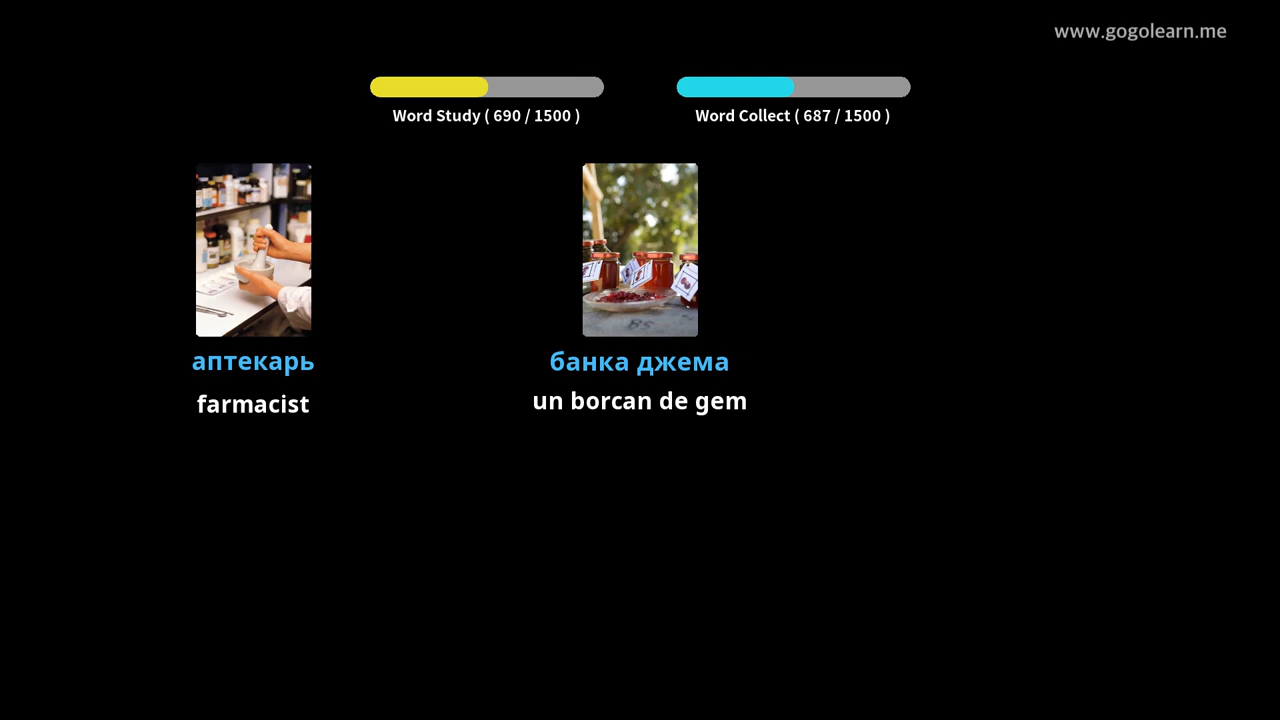 www.gogolearn.me
Word Study ( 690 / 1500 )
Word Collect ( 687 / 1500 )
аптекарь
farmacist
банка джема
un borcan de gem